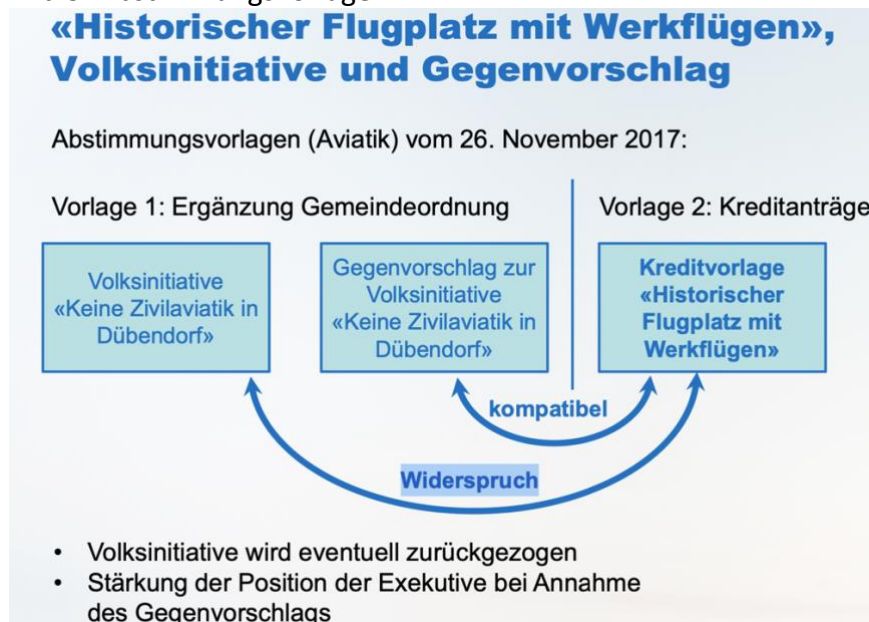 «Historischer Flugplatz mit Werkflügen»,
Volksinitiative und Gegenvorschlag
Abstimmungsvorlagen (Aviatik) vom 26. November 2017:
Vorlage 1: Ergänzung Gemeindeordnung
Vorlage 2: Kreditanträge
Volksinitiative
«Keine Zivilaviatik in
Dübendorf»
Gegenvorschlag zur
Volksinitiative
«Keine Zivilaviatik in
Dübendorf»
Kreditvorlage
«Historischer
Flugplatz mit
Werkflügen»
kompatibel
Widerspruch
• Volksinitiative wird eventuell zurückgezogen
• Stärkung der Position der Exekutive bei Annahme
des Gegenvorschlags